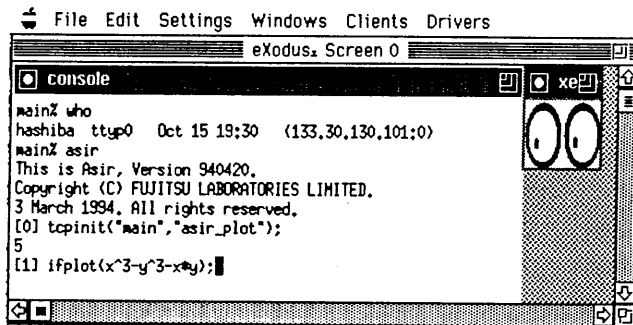 File Edit Settings Windows Clients Drivers
eXodus: Screen 0
console
xe
main% who
hashiba ttyp0 Oct 15 19:30 (133.30.130.101:0)
main% asir
This is Asir, Version 940420.
Copyright (C) FUJITSU LABORATORIES LIMITED.
3 March 1994. All rights reserved.
[0] tcpinit("main","asir_plot");
5
[1] ifplot(x^3-y^3-x*y);